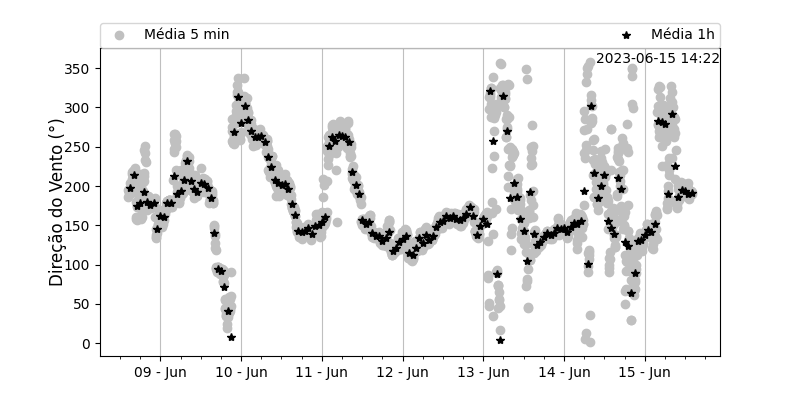 Média 5 min
Média 1h
2023-06-15 14:22
Direção do Vento (°)
350
300
250
200
150
100
50
0
09 - Jun
10 - Jun
11 - Jun
12 - Jun
13 - Jun
14 - Jun
15 - Jun